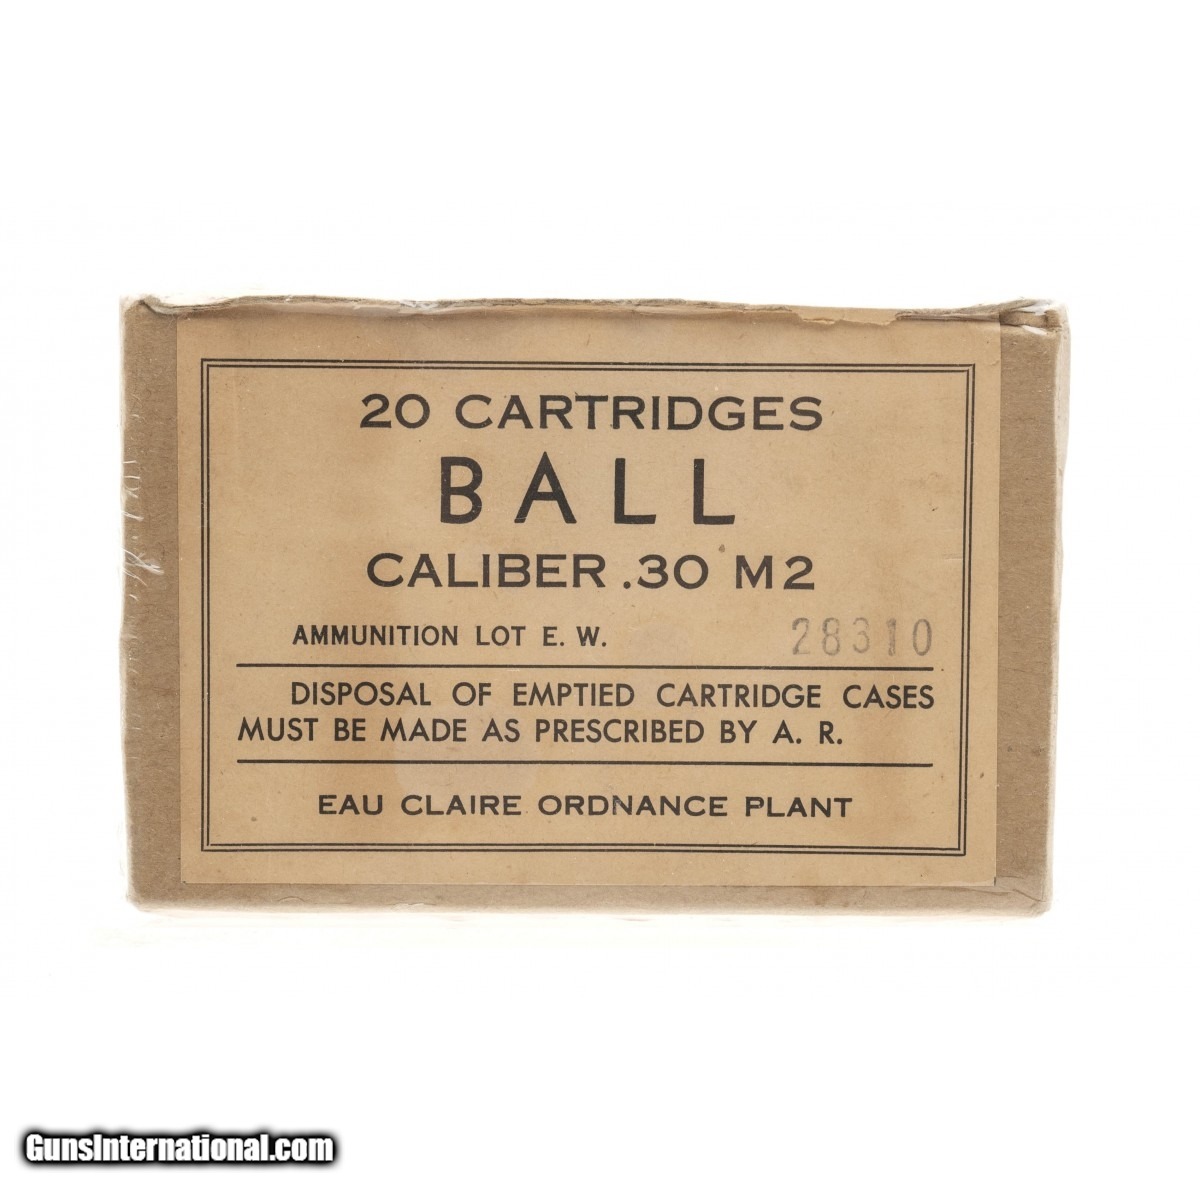 20 CARTRIDGES
BALL
CALIBER .30 M2
AMMUNITION LOT E. W. 28310
DISPOSAL OF EMPTIED CARTRIDGE CASES
MUST BE MADE AS PRESCRIBED BY A. R.
EAU CLAIRE ORDNANCE PLANT
GunsInternational.com